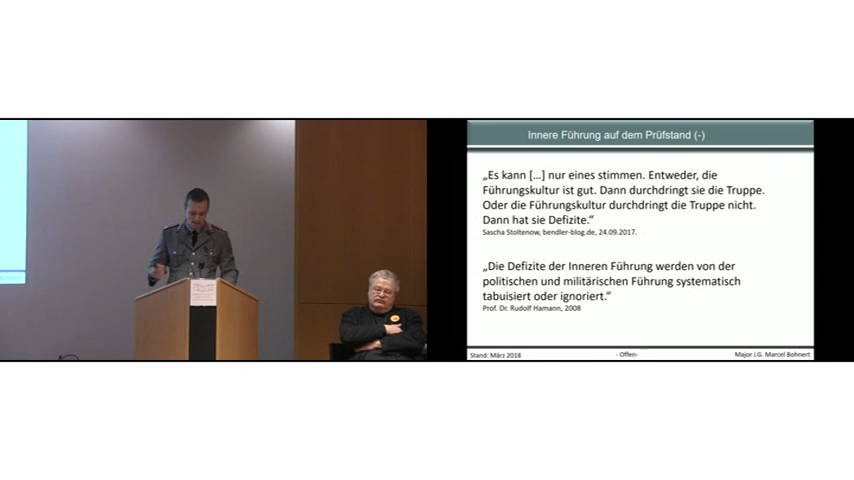 Innere Führung auf dem Prüfstand (-)
„Es kann [...] nur eines stimmen. Entweder, die
Führungskultur ist gut. Dann durchdringt sie die Truppe.
Oder die Führungskultur durchdringt die Truppe nicht.
Dann hat sie Defizite.“
Sascha Stoltenow, bendler-blog.de, 24.09.2017.
„Die Defizite der Inneren Führung werden von der
politischen und militärischen Führung systematisch
tabuisiert oder ignoriert.“
Prof. Dr. Rudolf Hamann, 2008
Stand: März 2018
- Offen-
Major i.G. Marcel Bohnert
Bohnert